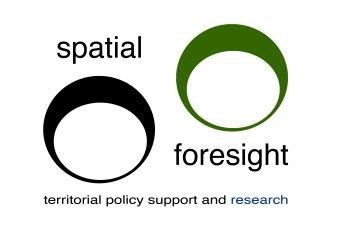 spatial
foresight
territorial policy support and research